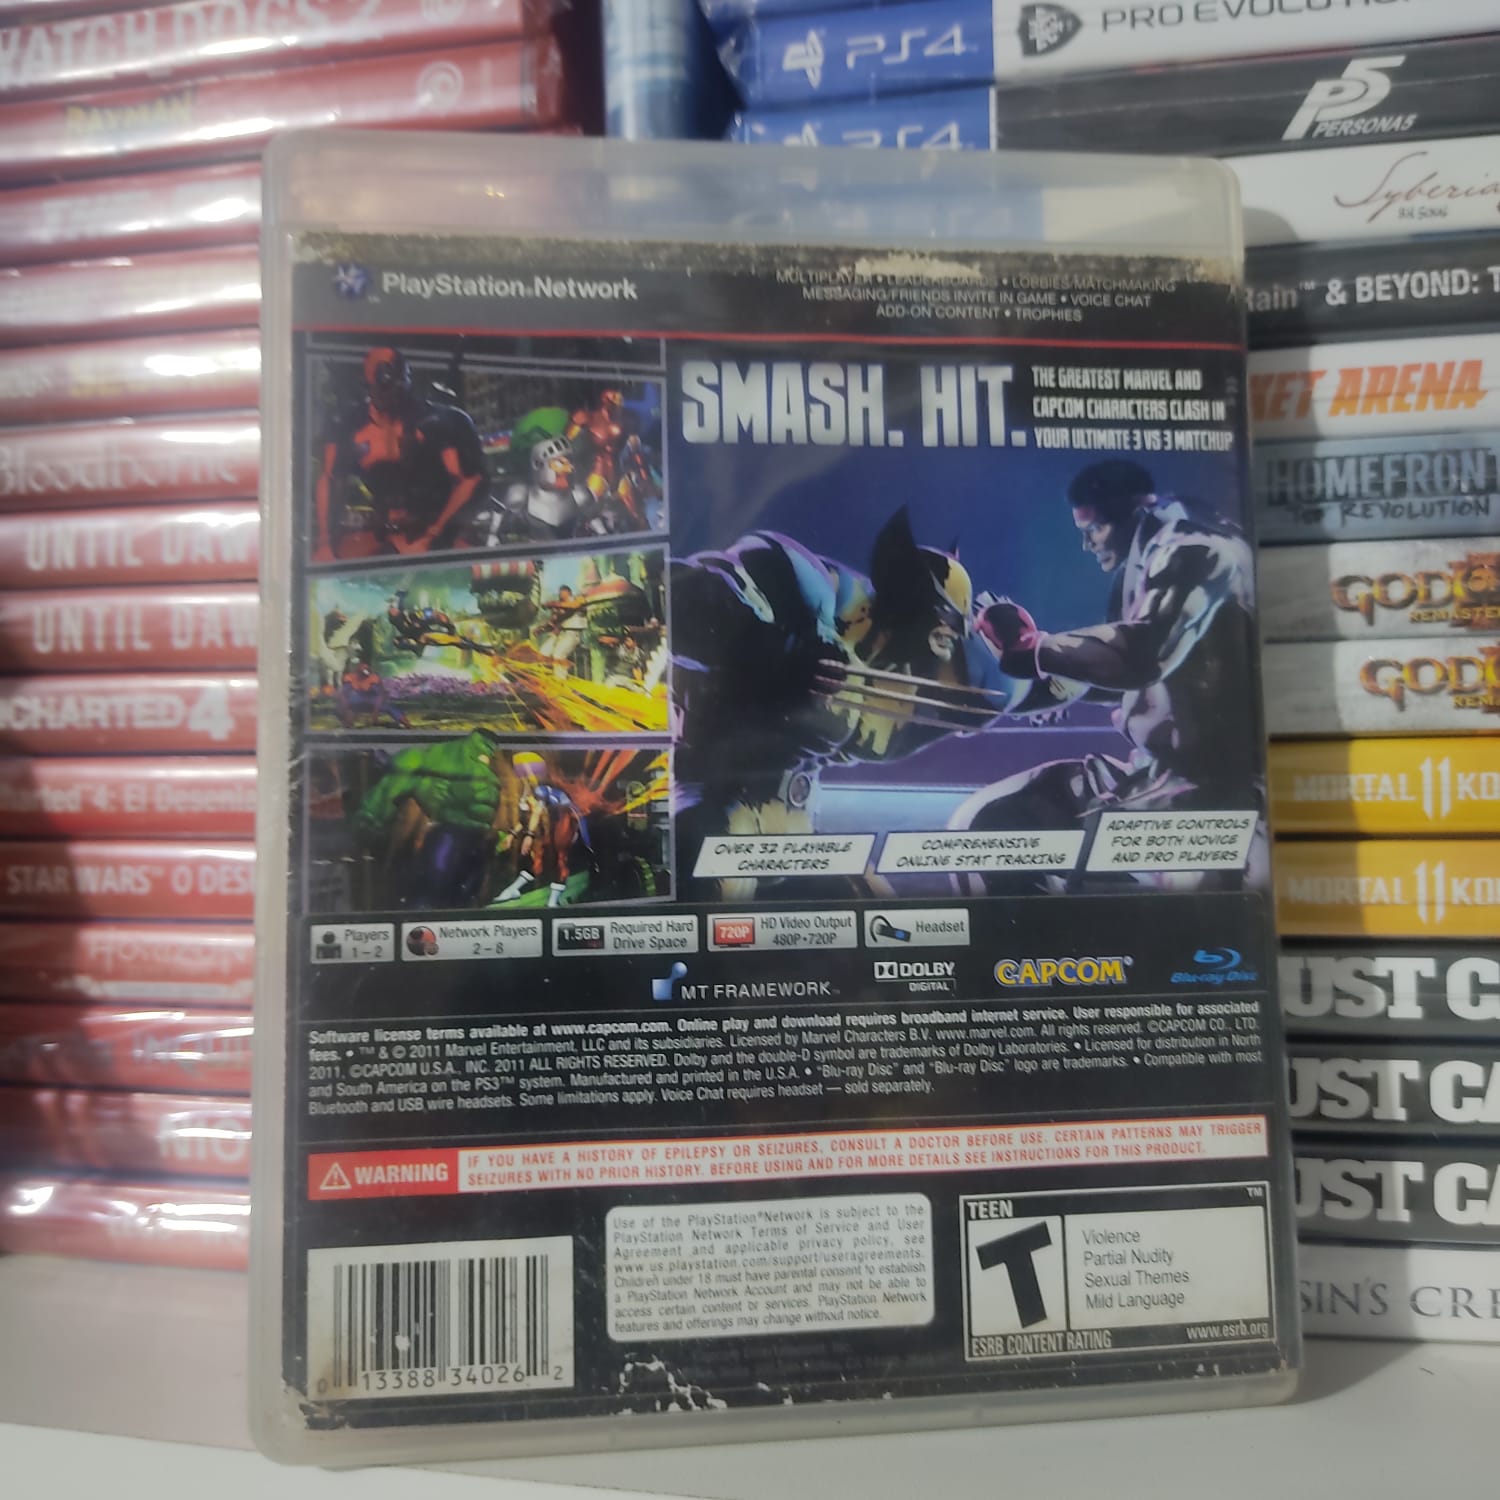 WATCH DOGS 2
RAYMAN
Bloodborne
UNTIL DAW
UNTIL DAW
CHARTED 4
4: El Desenla
STAR WARS™ O DESP
HORIZON
NIO
PS4
PRO EVOLUTIO
PS4
P5
PERSONA5
Syberia
Rain™ & BEYOND: T
KET ARENA
HOMEFRONT
THE REVOLUTION
GOD
REMASTE
GOD
REMA
MORTAL 11 KO
MORTAL 11 KO
UST CA
UST CA
UST CA
SIN'S CRE
PlayStation®Network
MULTIPLAYER • LEADERBOARDS • LOBBIES/MATCHMAKING
MESSAGING/FRIENDS INVITE IN GAME • VOICE CHAT
ADD-ON CONTENT • TROPHIES
SMASH. HIT.
THE GREATEST MARVEL AND
CAPCOM CHARACTERS CLASH IN
YOUR ULTIMATE 3 VS 3 MATCHUP
OVER 32 PLAYABLE
CHARACTERS
COMPREHENSIVE
ONLINE STAT TRACKING
ADAPTIVE CONTROLS
FOR BOTH NOVICE
AND PRO PLAYERS
Players
1–2
Network Players
2–8
1.5GB
Required Hard
Drive Space
720P
HD Video Output
480P•720P
Headset
MT FRAMEWORK™
DOLBY
DIGITAL
CAPCOM®
Blu-ray Disc
Software license terms available at www.capcom.com. Online play and download requires broadband internet service. User responsible for associated
fees. • ™ & © 2011 Marvel Entertainment, LLC and its subsidiaries. Licensed by Marvel Characters B.V. www.marvel.com. All rights reserved. ©CAPCOM CO., LTD.
2011, ©CAPCOM U.S.A., INC. 2011 ALL RIGHTS RESERVED. Dolby and the double-D symbol are trademarks of Dolby Laboratories. • Licensed for distribution in North
and South America on the PS3™ system. Manufactured and printed in the U.S.A. • "Blu-ray Disc" and "Blu-ray Disc" logo are trademarks. • Compatible with most
Bluetooth and USB wire headsets. Some limitations apply. Voice Chat requires headset — sold separately.
WARNING
IF YOU HAVE A HISTORY OF EPILEPSY OR SEIZURES, CONSULT A DOCTOR BEFORE USE. CERTAIN PATTERNS MAY TRIGGER
SEIZURES WITH NO PRIOR HISTORY. BEFORE USING AND FOR MORE DETAILS SEE INSTRUCTIONS FOR THIS PRODUCT.
Use of the PlayStation®Network is subject to the
PlayStation Network Terms of Service and User
Agreement and applicable privacy policy, see
www.us.playstation.com/support/useragreements.
Children under 18 must have parental consent to establish
a PlayStation Network Account and may not be able to
access certain content or services. PlayStation Network
features and offerings may change without notice.
TEEN
T
Violence
Partial Nudity
Sexual Themes
Mild Language
ESRB CONTENT RATING
www.esrb.org
0 13388 34026 2